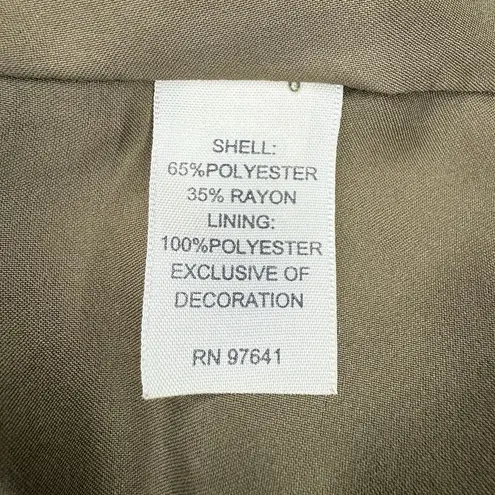 SHELL:
65%POLYESTER
35% RAYON
LINING:
100%POLYESTER
EXCLUSIVE OF
DECORATION
RN 97641